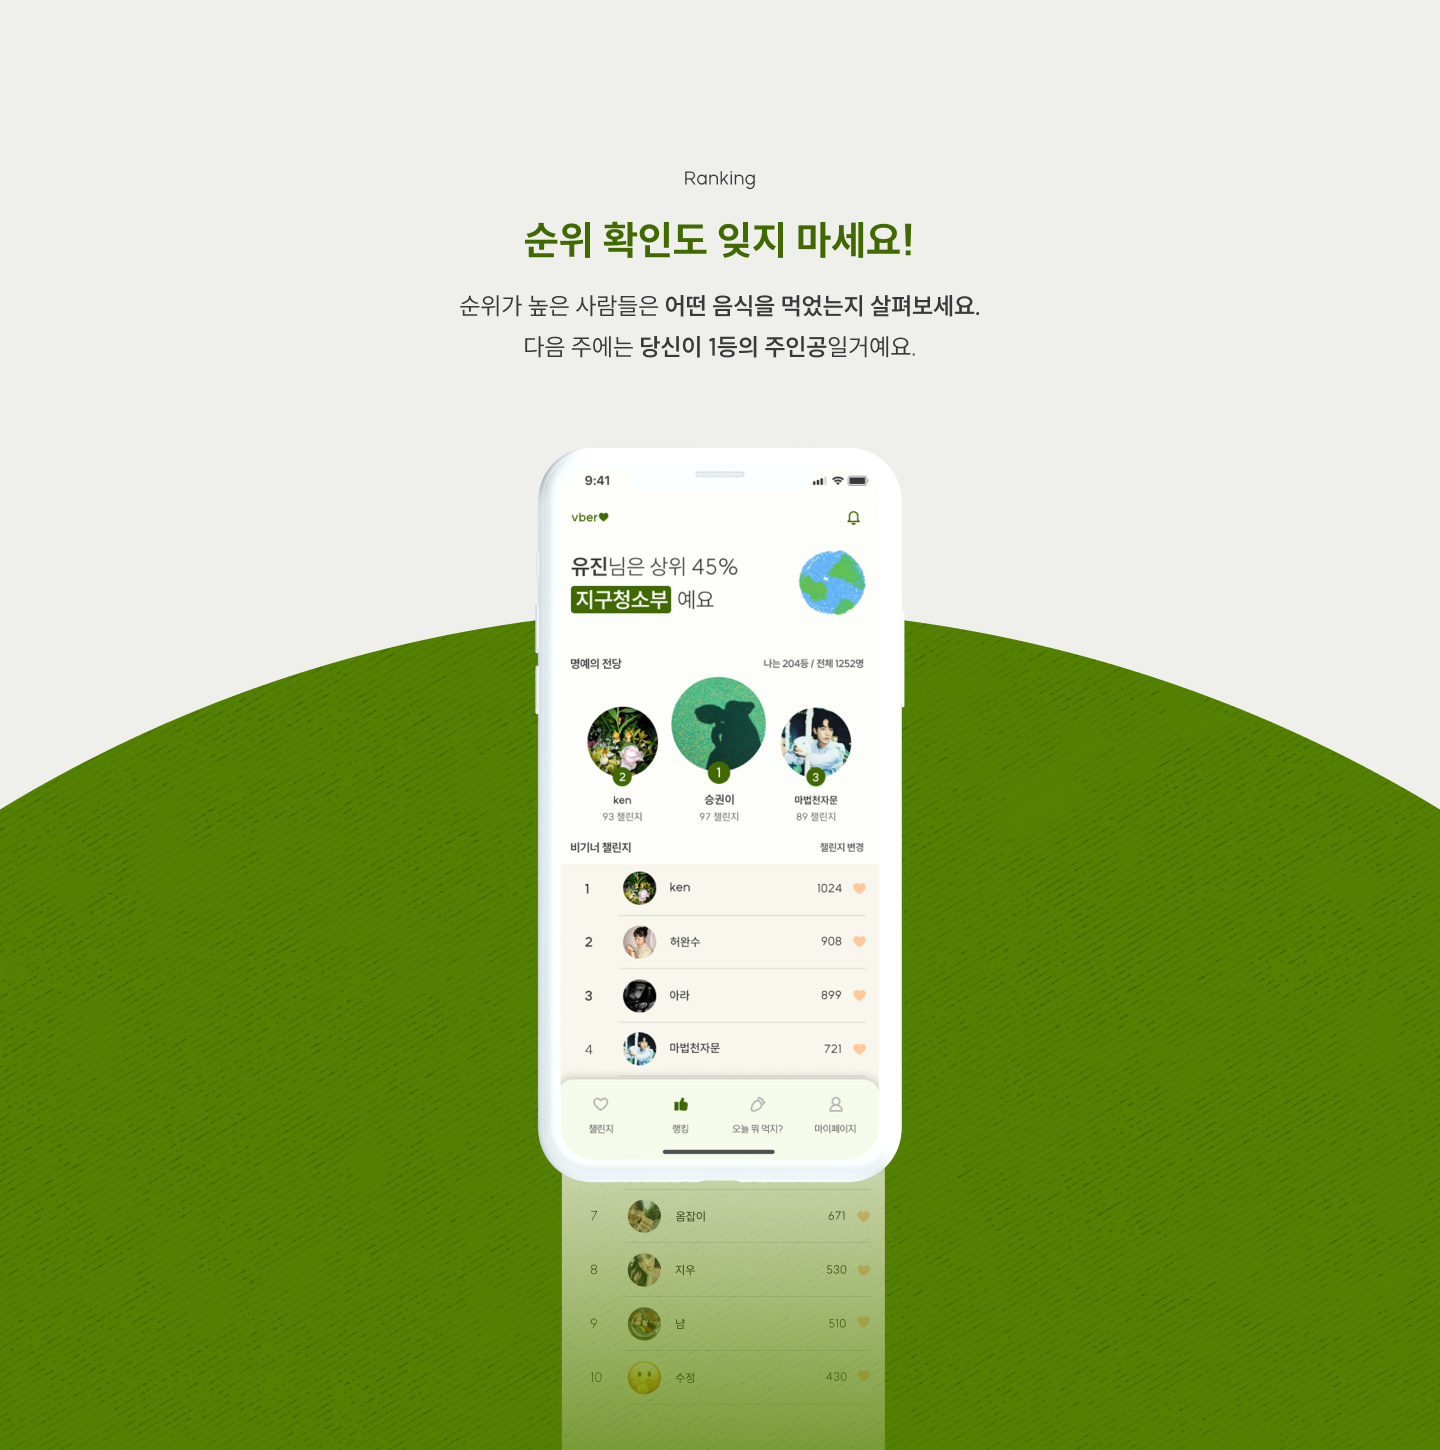 Ranking
순위 확인도 잊지 마세요!
순위가 높은 사람들은 어떤 음식을 먹었는지 살펴보세요.
다음 주에는 당신이 1등의 주인공일거예요.
9:41
vber
유진님은 상위 45%
지구청소부 예요
명예의 전당 나는 204등 / 전체 1252명
2 1 3
ken 승권이 마법천자문
93 챌린지 97 챌린지 89 챌린지
비기너 챌린지 챌린지 변경
1 ken 1024
2 허완수 908
3 아라 899
4 마법천자문 721
챌린지 랭킹 오늘 뭐 먹지? 마이페이지
7 옴잡이 671
8 지우 530
9 냠 510
10 수정 430